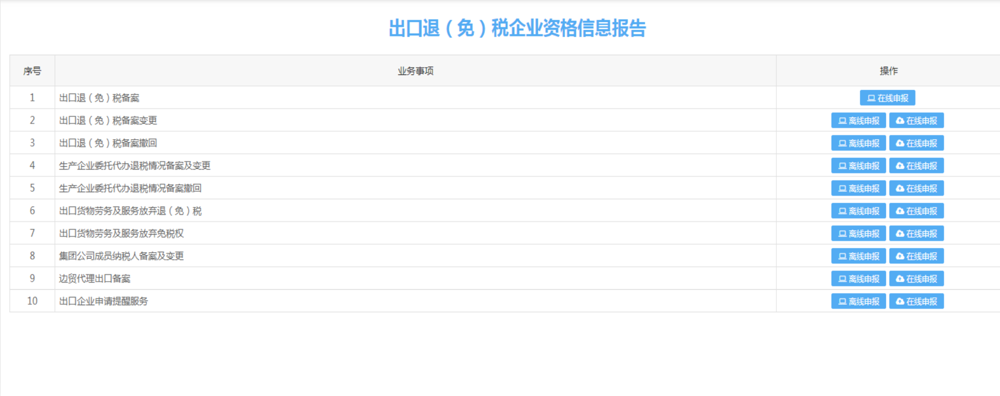 出口退（免）税企业资格信息报告
序号 业务事项 操作
1 出口退（免）税备案 在线申报
2 出口退（免）税备案变更 离线申报 在线申报
3 出口退（免）税备案撤回 离线申报 在线申报
4 生产企业委托代办退税情况备案及变更 离线申报 在线申报
5 生产企业委托代办退税情况备案撤回 离线申报 在线申报
6 出口货物劳务及服务放弃退（免）税 离线申报 在线申报
7 出口货物劳务及服务放弃免税权 离线申报 在线申报
8 集团公司成员纳税人备案及变更 离线申报 在线申报
9 边贸代理出口备案 离线申报 在线申报
10 出口企业申请提醒服务 离线申报 在线申报